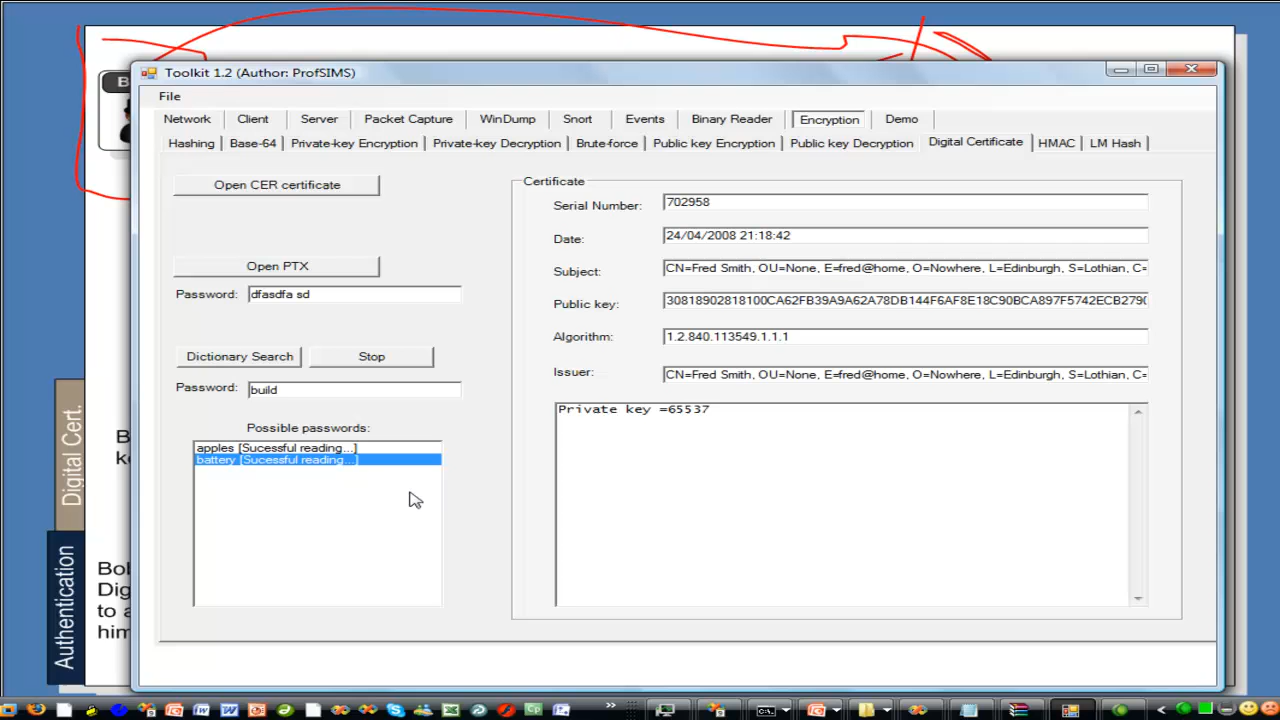 Toolkit 1.2 (Author: ProfSIMS)
File
Network Client Server Packet Capture WinDump Snort Events Binary Reader Encryption Demo
Hashing Base-64 Private-key Encryption Private-key Decryption Brute-force Public key Encryption Public key Decryption Digital Certificate HMAC LM Hash
Open CER certificate
Open PTX
Password: dfasdfa sd
Dictionary Search Stop
Password: build
Possible passwords:
apples [Sucessful reading...]
battery [Sucessful reading...]
Certificate
Serial Number: 702958
Date: 24/04/2008 21:18:42
Subject: CN=Fred Smith, OU=None, E=fred@home, O=Nowhere, L=Edinburgh, S=Lothian, C=
Public key: 30818902818100CA62FB39A9A62A78DB144F6AF8E18C90BCA897F5742ECB2790
Algorithm: 1.2.840.113549.1.1.1
Issuer: CN=Fred Smith, OU=None, E=fred@home, O=Nowhere, L=Edinburgh, S=Lothian, C=
Private key =65537
Digital Cert.
Authentication
Bo
Dig
to a
him